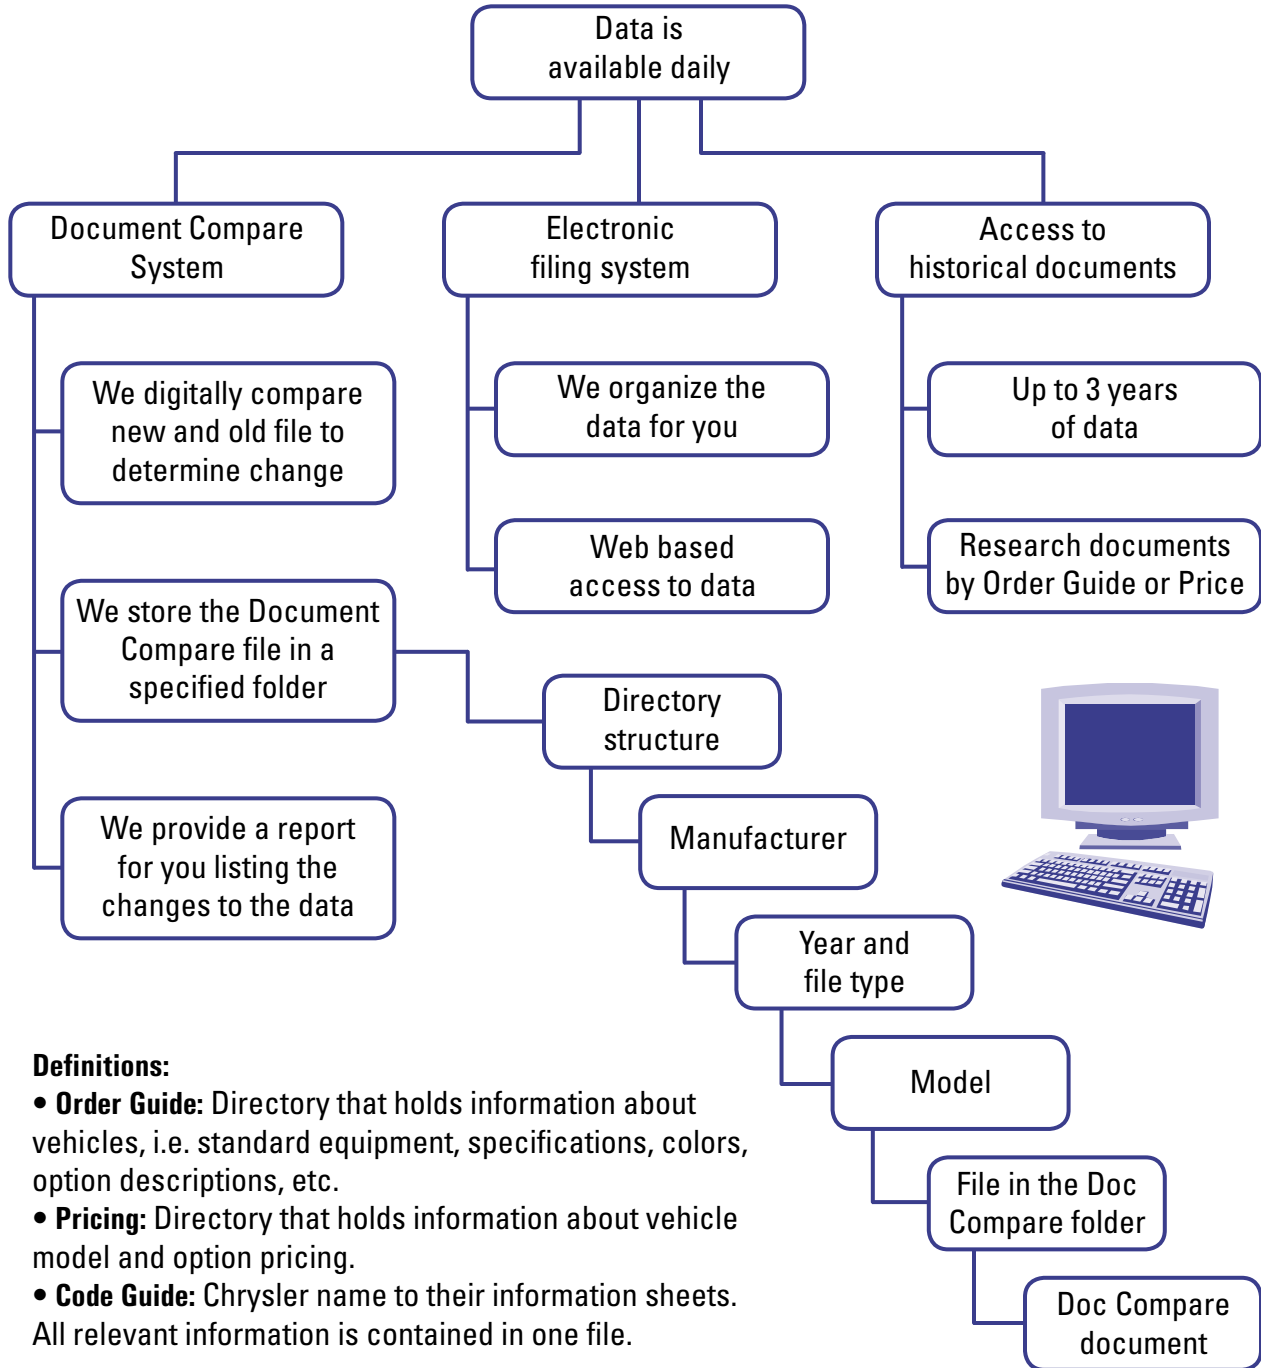 Data is
available daily
Document Compare
System
Electronic
filing system
Access to
historical documents
We digitally compare
new and old file to
determine change
We organize the
data for you
Up to 3 years
of data
Web based
access to data
Research documents
by Order Guide or Price
We store the Document
Compare file in a
specified folder
Directory
structure
We provide a report
for you listing the
changes to the data
Manufacturer
Year and
file type
Model
File in the Doc
Compare folder
Doc Compare
document
Definitions:
• Order Guide: Directory that holds information about
vehicles, i.e. standard equipment, specifications, colors,
option descriptions, etc.
• Pricing: Directory that holds information about vehicle
model and option pricing.
• Code Guide: Chrysler name to their information sheets.
All relevant information is contained in one file.